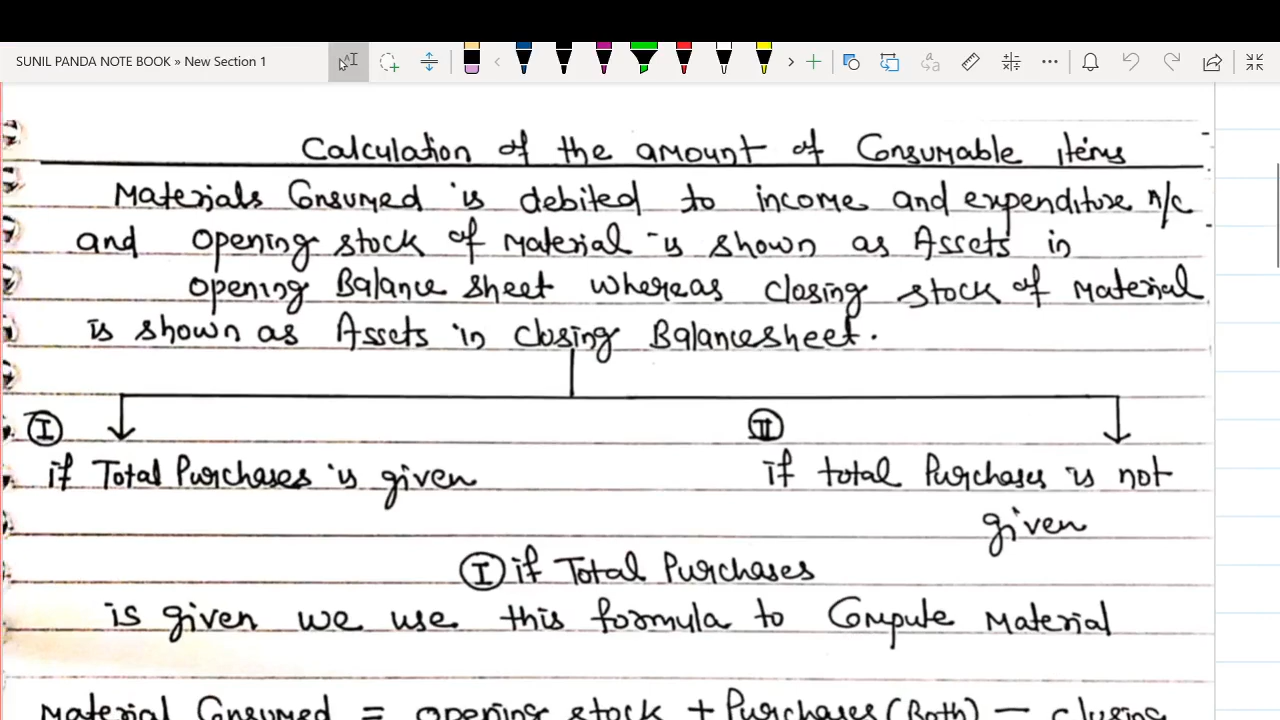 SUNIL PANDA NOTE BOOK » New Section 1
Calculation of the amount of Consumable items
Materials Consumed is debited to income and expenditure A/c
and opening stock of material is shown as Assets in
opening Balance sheet whereas closing stock of material
is shown as Assets in closing Balancesheet.
I II
if Total Purchases is given if total Purchases is not
given
I if Total Purchases
is given we use this formula to Compute Material
Material Consumed = opening stock + Purchases (Both) - closing